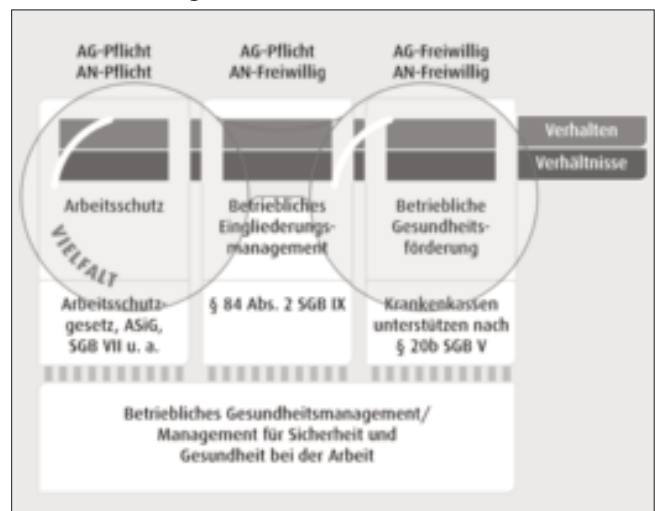 AG-Pflicht
AN-Pflicht
AG-Pflicht
AN-Freiwillig
AG-Freiwillig
AN-Freiwillig
Verhalten
Verhältnisse
Arbeitsschutz
Betriebliches
Eingliederungs-
management
Betriebliche
Gesundheits-
förderung
VIELFALT
Arbeitsschutz-
gesetz, ASiG,
SGB VII u. a.
§ 84 Abs. 2 SGB IX
Krankenkassen
unterstützen nach
§ 20b SGB V
Betriebliches Gesundheitsmanagement/
Management für Sicherheit und
Gesundheit bei der Arbeit